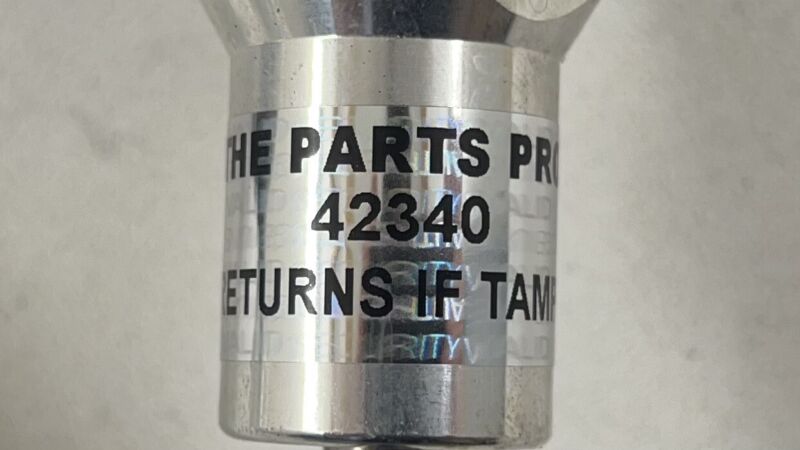 THE PARTS PRO
42340
RETURNS IF TAMP